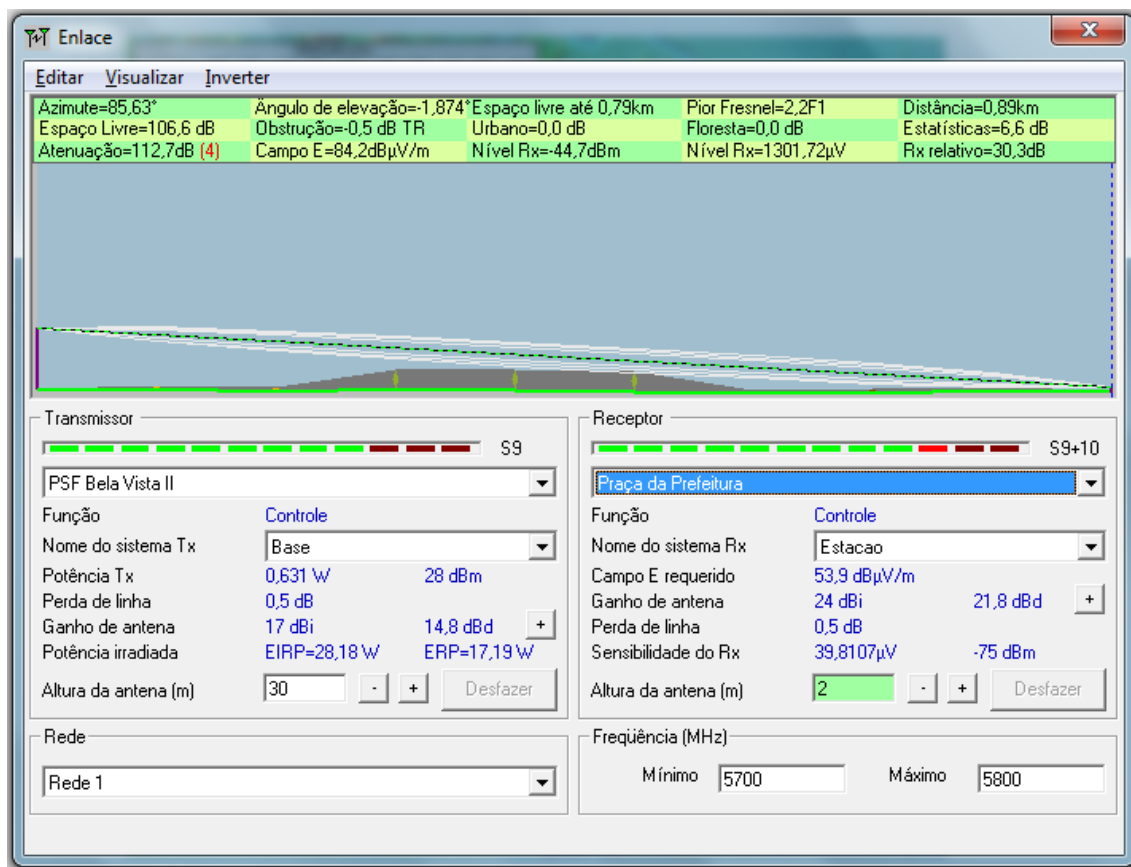 Enlace
Editar Visualizar Inverter
Azimute=85,63° Ângulo de elevação=-1,874° Espaço livre até 0,79km Pior Fresnel=2,2F1 Distância=0,89km
Espaço Livre=106,6 dB Obstrução=-0,5 dB TR Urbano=0,0 dB Floresta=0,0 dB Estatísticas=6,6 dB
Atenuação=112,7dB (4) Campo E=84,2dBµV/m Nível Rx=-44,7dBm Nível Rx=1301,72µV Rx relativo=30,3dB
Transmissor
S9
PSF Bela Vista II
Função Controle
Nome do sistema Tx Base
Potência Tx 0,631 W 28 dBm
Perda de linha 0,5 dB
Ganho de antena 17 dBi 14,8 dBd +
Potência irradiada EIRP=28,18 W ERP=17,19 W
Altura da antena (m) 30 - + Desfazer
Receptor
S9+10
Praça da Prefeitura
Função Controle
Nome do sistema Rx Estacao
Campo E requerido 53,9 dBµV/m
Ganho de antena 24 dBi 21,8 dBd +
Perda de linha 0,5 dB
Sensibilidade do Rx 39,8107µV -75 dBm
Altura da antena (m) 2 - + Desfazer
Rede
Rede 1
Freqüência (MHz)
Mínimo 5700 Máximo 5800